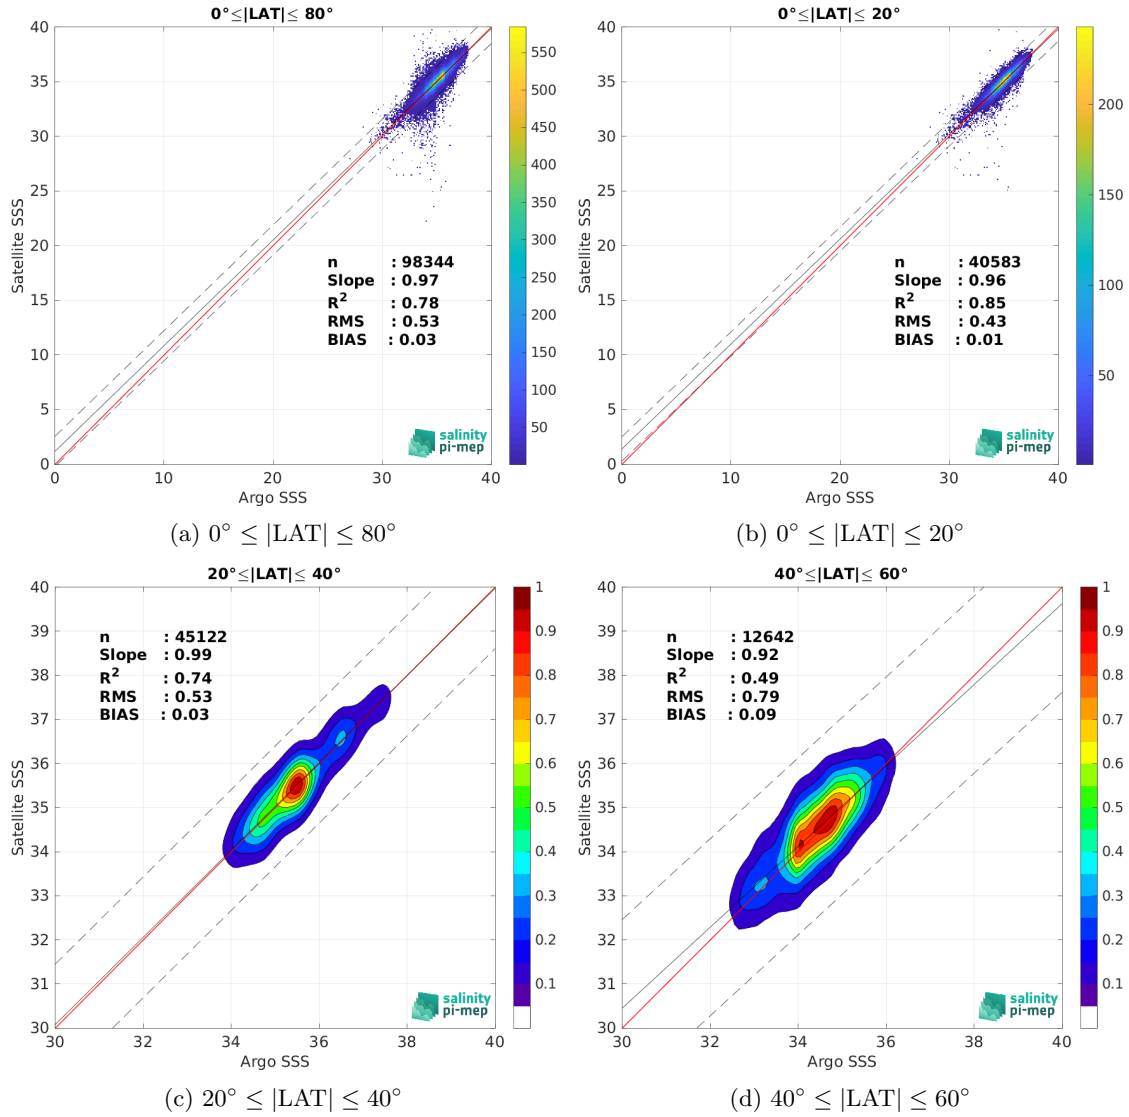 0°≤|LAT|≤ 80°
40
35
30
25
20
15
10
5
0
0
10
20
30
40
Satellite SSS
Argo SSS
n : 98344
Slope : 0.97
R² : 0.78
RMS : 0.53
BIAS : 0.03
salinity
pi-mep
550
500
450
400
350
300
250
200
150
100
50
(a) 0° ≤ |LAT| ≤ 80°
0°≤|LAT|≤ 20°
40
35
30
25
20
15
10
5
0
0
10
20
30
40
Satellite SSS
Argo SSS
n : 40583
Slope : 0.96
R² : 0.85
RMS : 0.43
BIAS : 0.01
salinity
pi-mep
200
150
100
50
(b) 0° ≤ |LAT| ≤ 20°
20°≤|LAT|≤ 40°
40
39
38
37
36
35
34
33
32
31
30
30
32
34
36
38
40
Satellite SSS
Argo SSS
n : 45122
Slope : 0.99
R² : 0.74
RMS : 0.53
BIAS : 0.03
salinity
pi-mep
1
0.9
0.8
0.7
0.6
0.5
0.4
0.3
0.2
0.1
(c) 20° ≤ |LAT| ≤ 40°
40°≤|LAT|≤ 60°
40
39
38
37
36
35
34
33
32
31
30
30
32
34
36
38
40
Satellite SSS
Argo SSS
n : 12642
Slope : 0.92
R² : 0.49
RMS : 0.79
BIAS : 0.09
salinity
pi-mep
1
0.9
0.8
0.7
0.6
0.5
0.4
0.3
0.2
0.1
(d) 40° ≤ |LAT| ≤ 60°